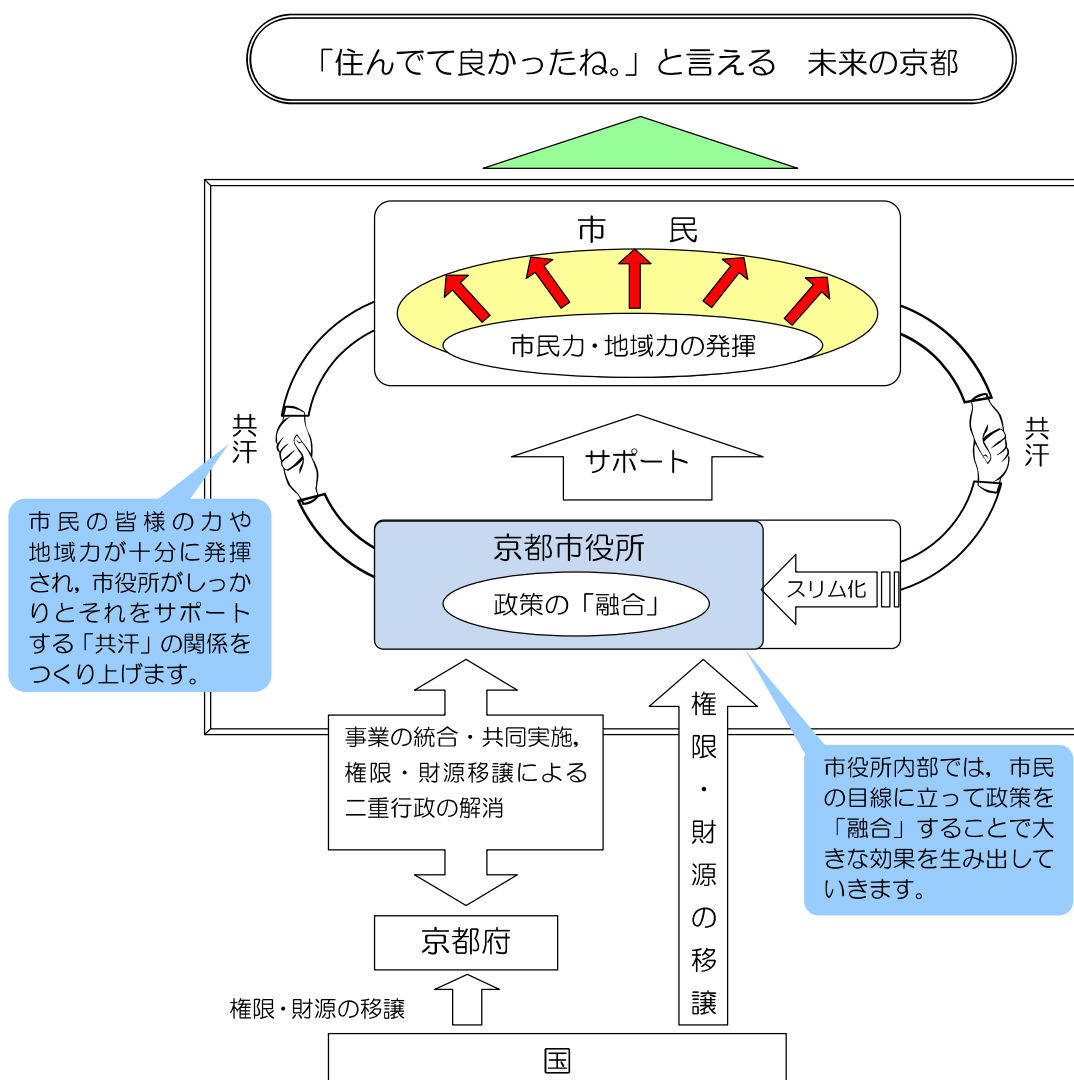 「住んでて良かったね。」と言える　未来の京都
市　　民
市民力・地域力の発揮
共汗
共汗
サポート
市民の皆様の力や
地域力が十分に発揮
され，市役所がしっか
りとそれをサポート
する「共汗」の関係を
つくり上げます。
京都市役所
スリム化
政策の「融合」
事業の統合・共同実施，
権限・財源移譲による
二重行政の解消
権限・財源の移譲
市役所内部では，市民
の目線に立って政策を
「融合」することで大
きな効果を生み出して
いきます。
京都府
権限・財源の移譲
国